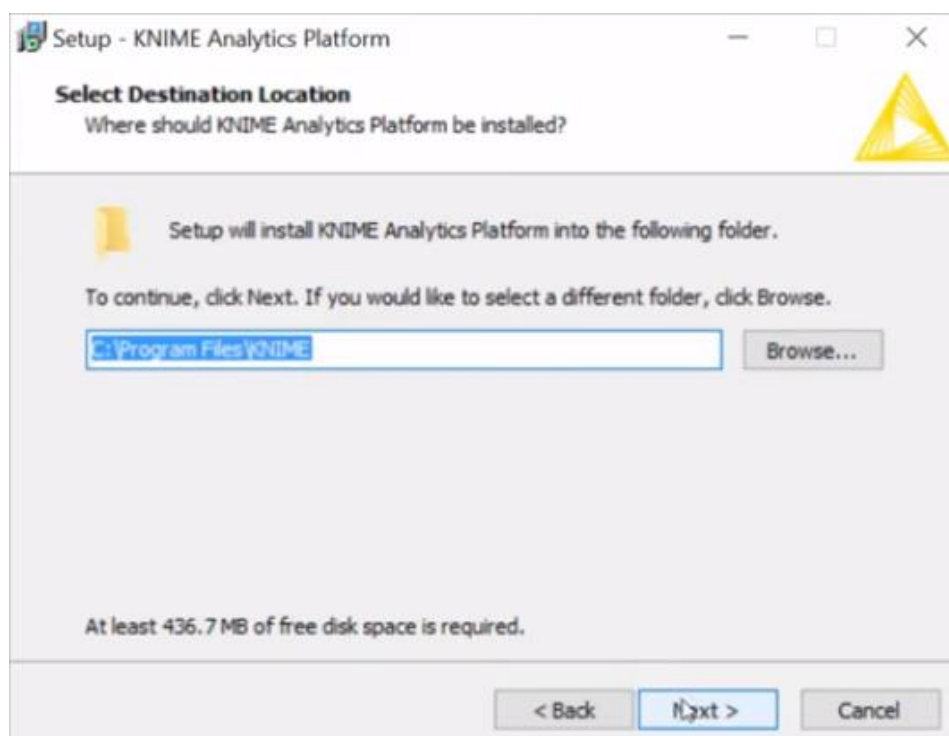 Setup - KNIME Analytics Platform
Select Destination Location
Where should KNIME Analytics Platform be installed?
Setup will install KNIME Analytics Platform into the following folder.
To continue, click Next. If you would like to select a different folder, click Browse.
C:\Program Files\KNIME
Browse...
At least 436.7 MB of free disk space is required.
< Back
Next >
Cancel